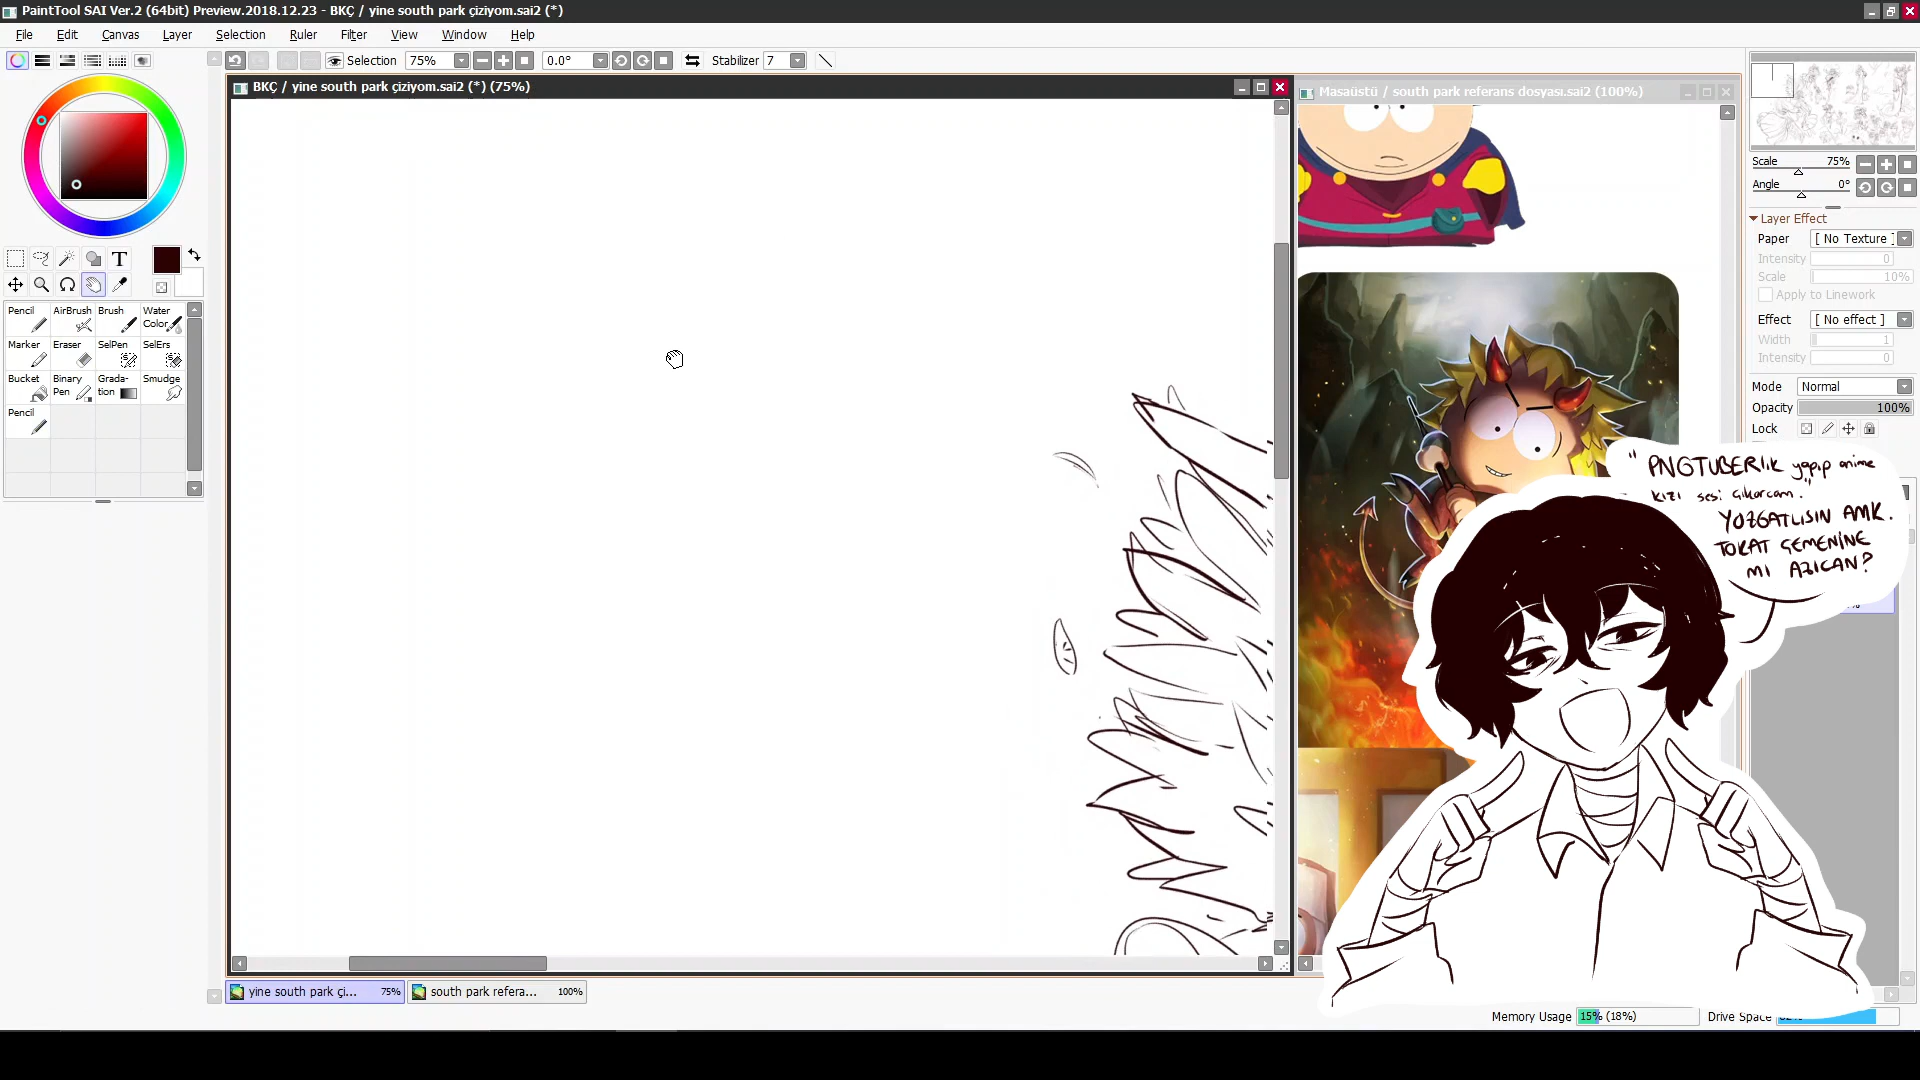 PaintTool SAI Ver.2 (64bit) Preview.2018.12.23 - BKÇ / yine south park çiziyom.sai2 (*)
File Edit Canvas Layer Selection Ruler Filter View Window Help
Selection 75% 0.0° Stabilizer 7
BKÇ / yine south park çiziyom.sai2 (*) (75%)
Masaüstü / south park referans dosyası.sai2 (100%)
Scale 75%
Angle 0°
Layer Effect
Paper [ No Texture ]
Intensity 0
Scale 10%
Apply to Linework
Effect [ No effect ]
Width 1
Intensity 0
Mode Normal
Opacity 100%
Lock
T
Pencil AirBrush Brush Water Color
Marker Eraser SelPen SelErs
Bucket Binary Pen Grada-tion Smudge
Pencil
" PNGTUBERlık yapıp anime
kızı sesi çıkarcam."
YOZGATLISIN AMK.
TOKAT ÇEMENİNE
Mİ AZICAN?
yine south park çi... 75% south park refera... 100%
Memory Usage 15% (18%) Drive Space